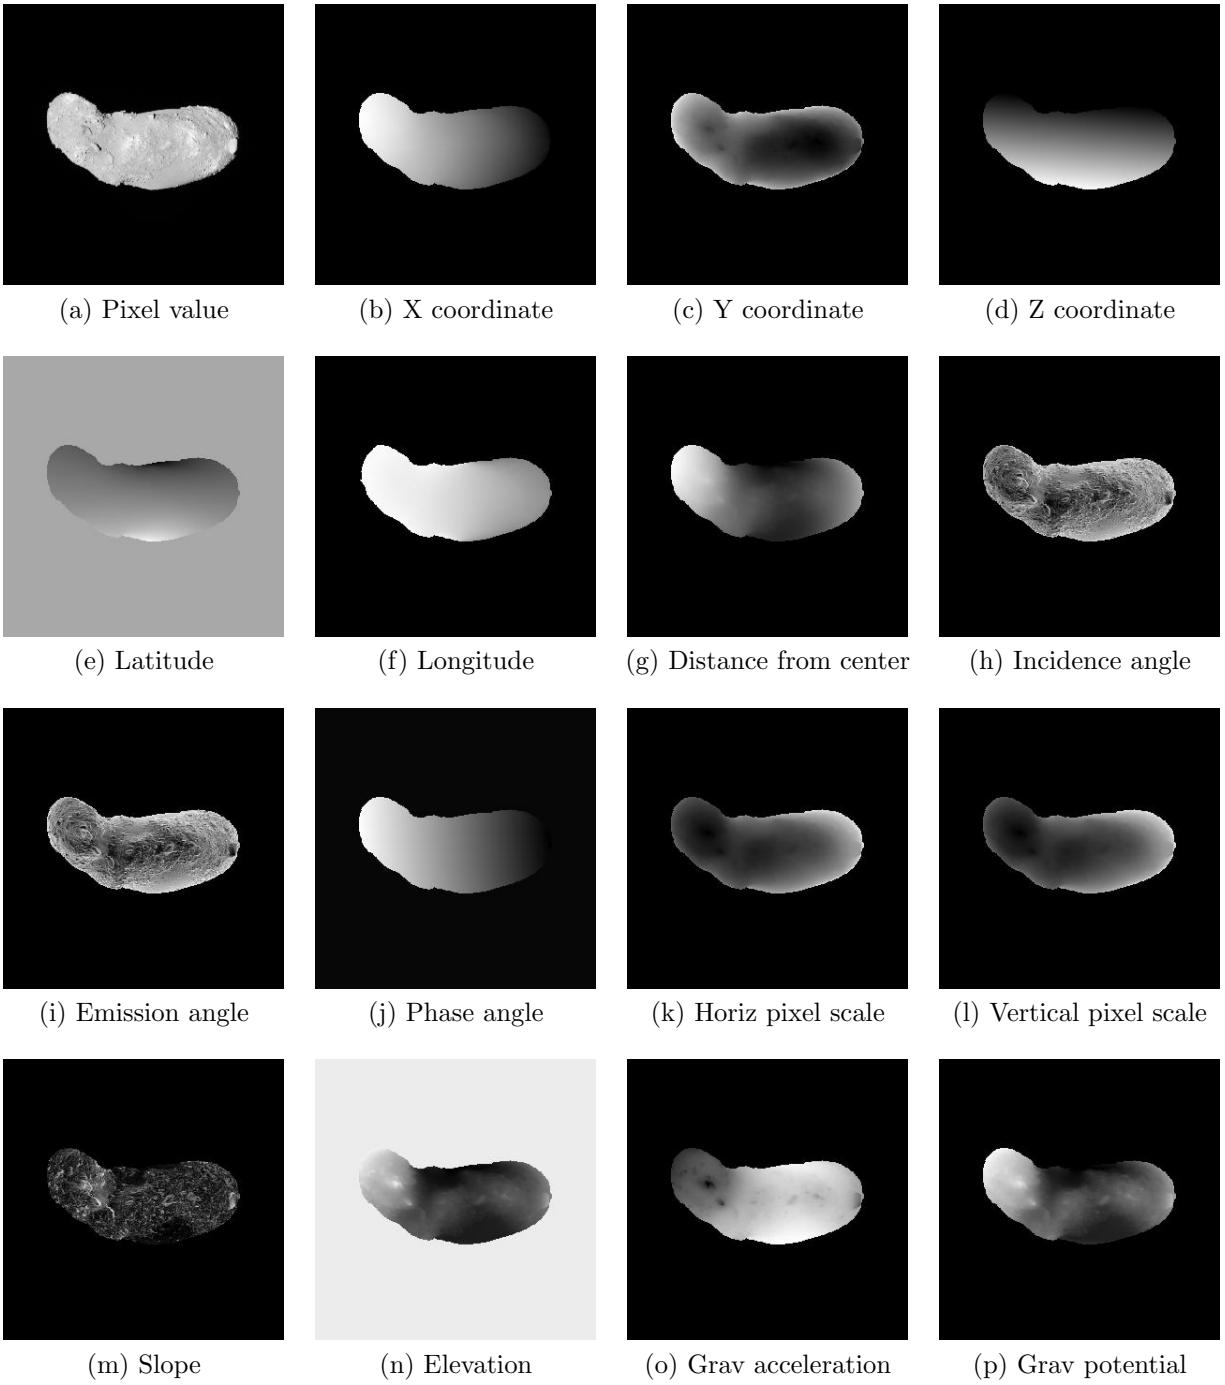 (a) Pixel value
(b) X coordinate
(c) Y coordinate
(d) Z coordinate
(e) Latitude
(f) Longitude
(g) Distance from center
(h) Incidence angle
(i) Emission angle
(j) Phase angle
(k) Horiz pixel scale
(l) Vertical pixel scale
(m) Slope
(n) Elevation
(o) Grav acceleration
(p) Grav potential